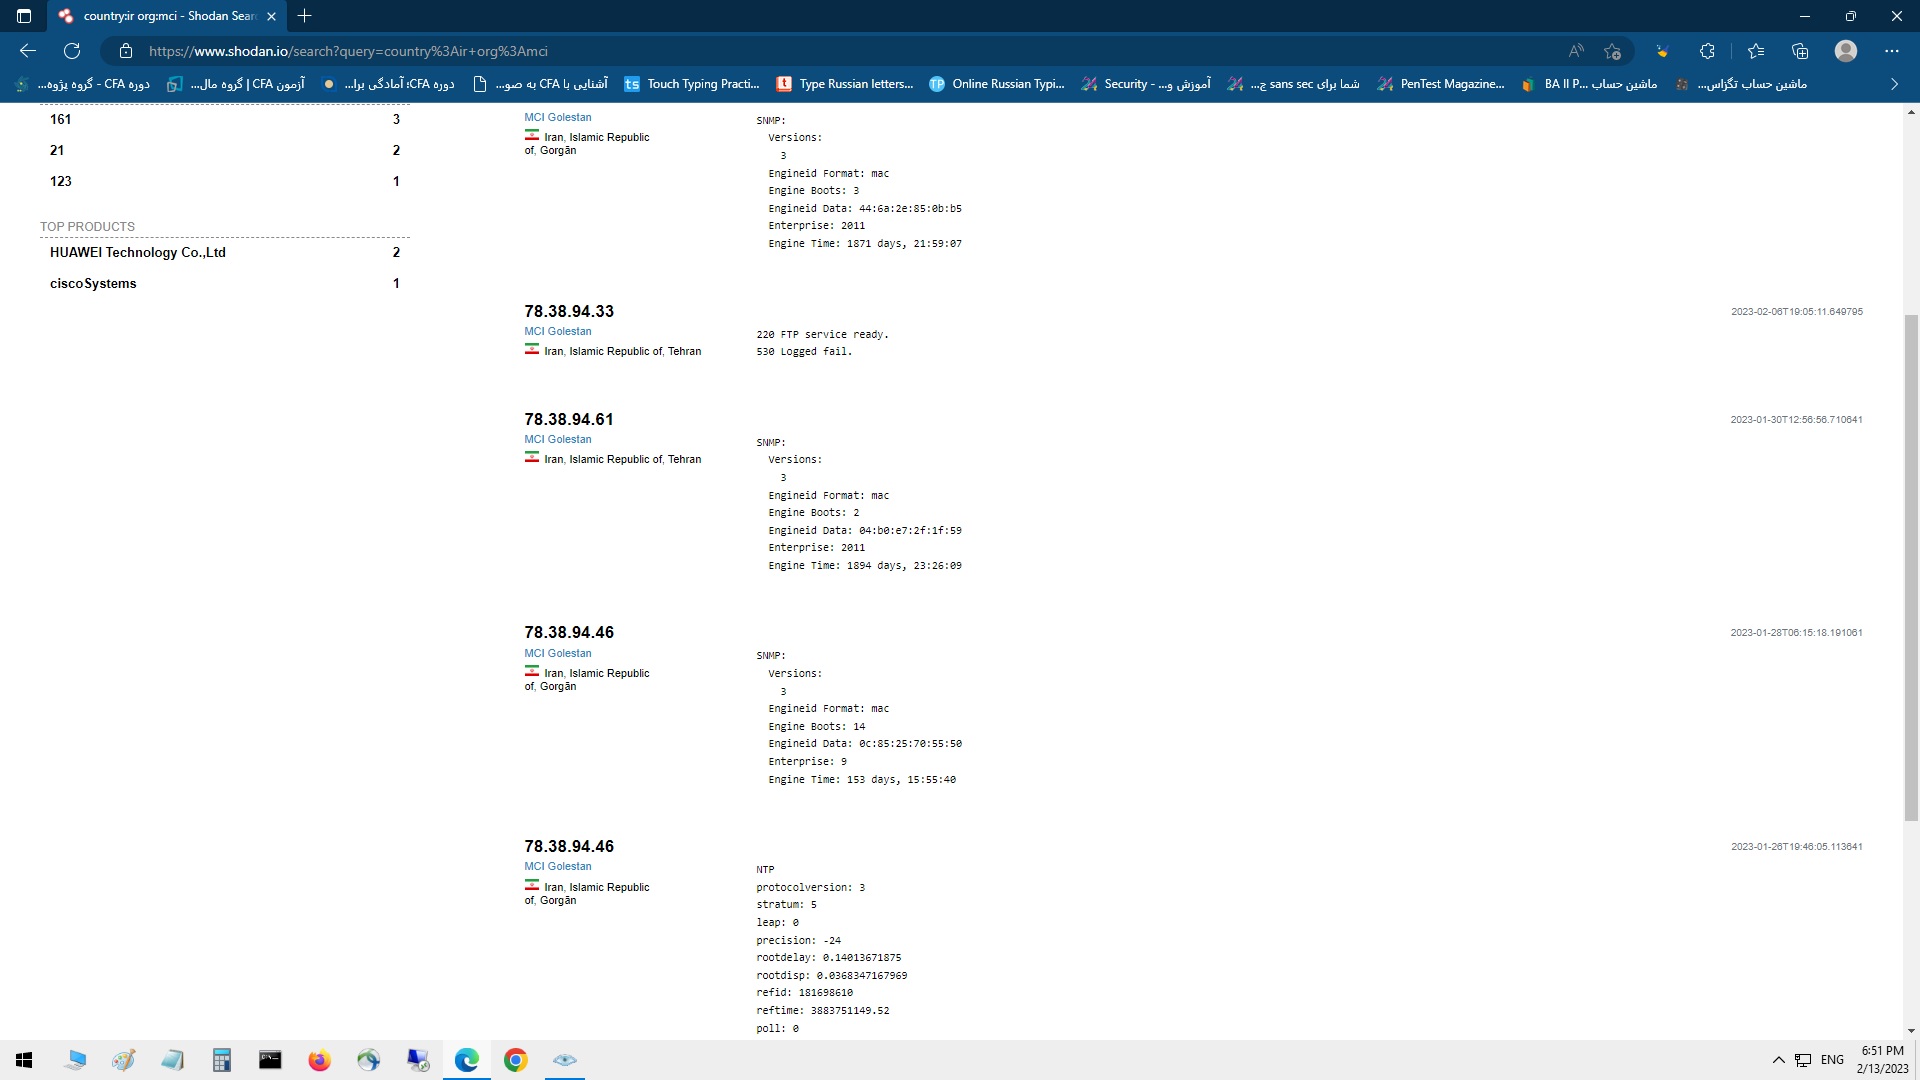 country:ir org:mci - Shodan Sear
https://www.shodan.io/search?query=country%3Air+org%3Amci
دوره CFA - گروه پژوه...
آزمون CFA | گروه مال...
دوره CFA؛ آمادگی برا...
آشنایی با CFA به صو...
ts Touch Typing Practi...
t Type Russian letters...
TP Online Russian Typi...
Security - آموزش و...
شما برای sans sec ج...
PenTest Magazine...
ماشین حساب BA II P...
ماشین حساب تگزاس...
161 3
21 2
123 1
TOP PRODUCTS
HUAWEI Technology Co.,Ltd 2
ciscoSystems 1
MCI Golestan
Iran, Islamic Republic
of, Gorgān
SNMP:
Versions:
3
Engineid Format: mac
Engine Boots: 3
Engineid Data: 44:6a:2e:85:0b:b5
Enterprise: 2011
Engine Time: 1871 days, 21:59:07
78.38.94.33
2023-02-06T19:05:11.649795
MCI Golestan
Iran, Islamic Republic of, Tehran
220 FTP service ready.
530 Logged fail.
78.38.94.61
2023-01-30T12:56:56.710641
MCI Golestan
Iran, Islamic Republic of, Tehran
SNMP:
Versions:
3
Engineid Format: mac
Engine Boots: 2
Engineid Data: 04:b0:e7:2f:1f:59
Enterprise: 2011
Engine Time: 1894 days, 23:26:09
78.38.94.46
2023-01-28T06:15:18.191061
MCI Golestan
Iran, Islamic Republic
of, Gorgān
SNMP:
Versions:
3
Engineid Format: mac
Engine Boots: 14
Engineid Data: 0c:85:25:70:55:50
Enterprise: 9
Engine Time: 153 days, 15:55:40
78.38.94.46
2023-01-26T19:46:05.113641
MCI Golestan
Iran, Islamic Republic
of, Gorgān
NTP
protocolversion: 3
stratum: 5
leap: 0
precision: -24
rootdelay: 0.14013671875
rootdisp: 0.0368347167969
refid: 181698610
reftime: 3883751149.52
poll: 0
ENG
6:51 PM
2/13/2023